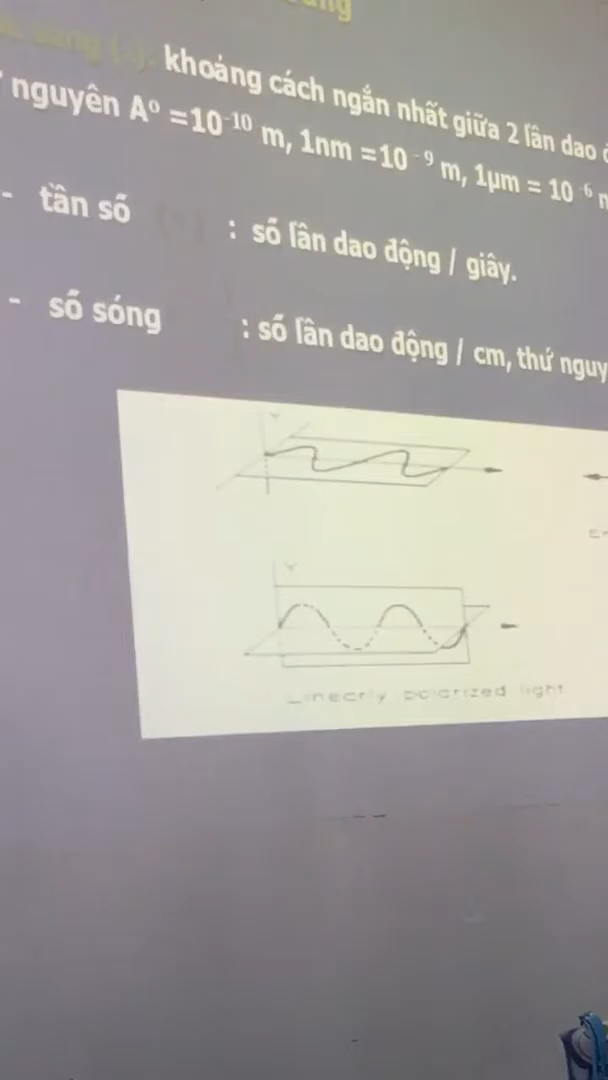 khoảng cách ngắn nhất giữa 2 lần dao
nguyên Aº =10⁻¹⁰ m, 1nm =10⁻⁹ m, 1µm = 10⁻⁶
- tần số : số lần dao động / giây.
- số sóng : số lần dao động / cm, thứ
Y
Y
Linearly polarized light